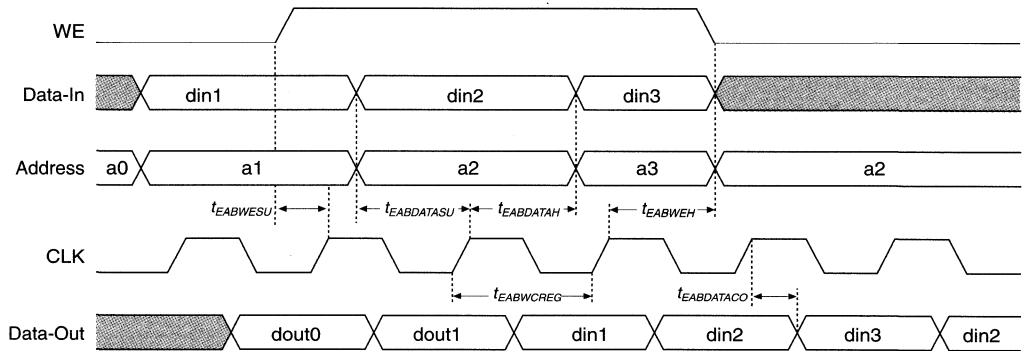 WE
Data-In din1 din2 din3
Address a0 a1 a2 a3 a2
tEABWESU tEABDATASU tEABDATAH tEABWEH
CLK
tEABWCREG tEABDATACO
Data-Out dout0 dout1 din1 din2 din3 din2